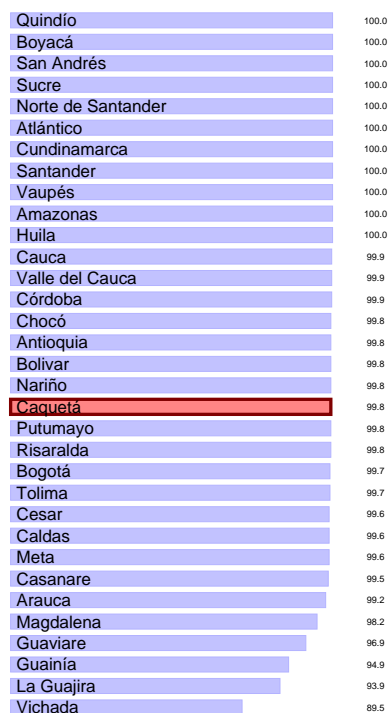 Quindío 100.0
Boyacá 100.0
San Andrés 100.0
Sucre 100.0
Norte de Santander 100.0
Atlántico 100.0
Cundinamarca 100.0
Santander 100.0
Vaupés 100.0
Amazonas 100.0
Huila 100.0
Cauca 99.9
Valle del Cauca 99.9
Córdoba 99.9
Chocó 99.8
Antioquia 99.8
Bolivar 99.8
Nariño 99.8
Caquetá 99.8
Putumayo 99.8
Risaralda 99.8
Bogotá 99.7
Tolima 99.7
Cesar 99.6
Caldas 99.6
Meta 99.6
Casanare 99.5
Arauca 99.2
Magdalena 98.2
Guaviare 96.9
Guainía 94.9
La Guajira 93.9
Vichada 89.5